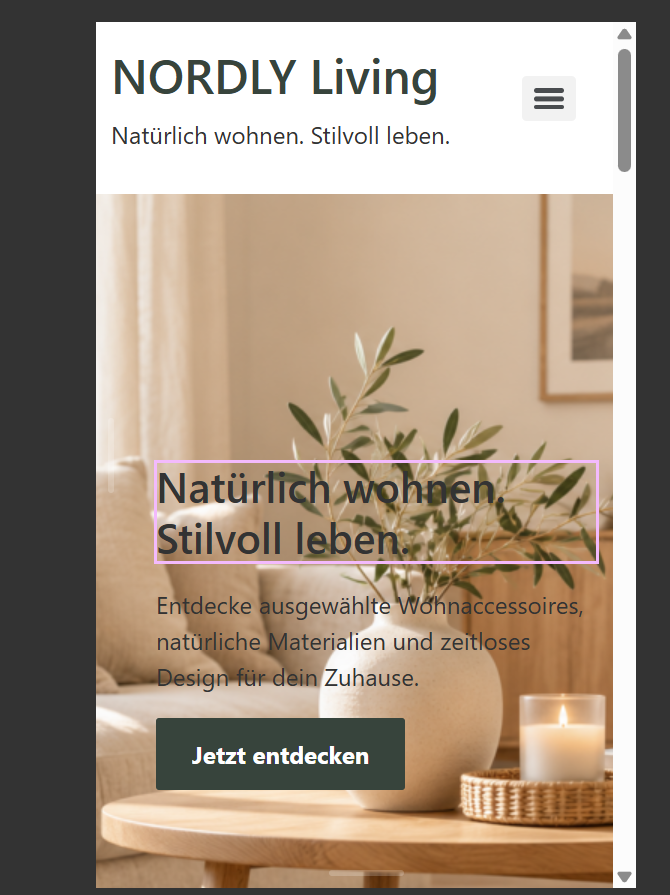 NORDLY Living
Natürlich wohnen. Stilvoll leben.
Natürlich wohnen.
Stilvoll leben.
Entdecke ausgewählte Wohnaccessoires,
natürliche Materialien und zeitloses
Design für dein Zuhause.
Jetzt entdecken